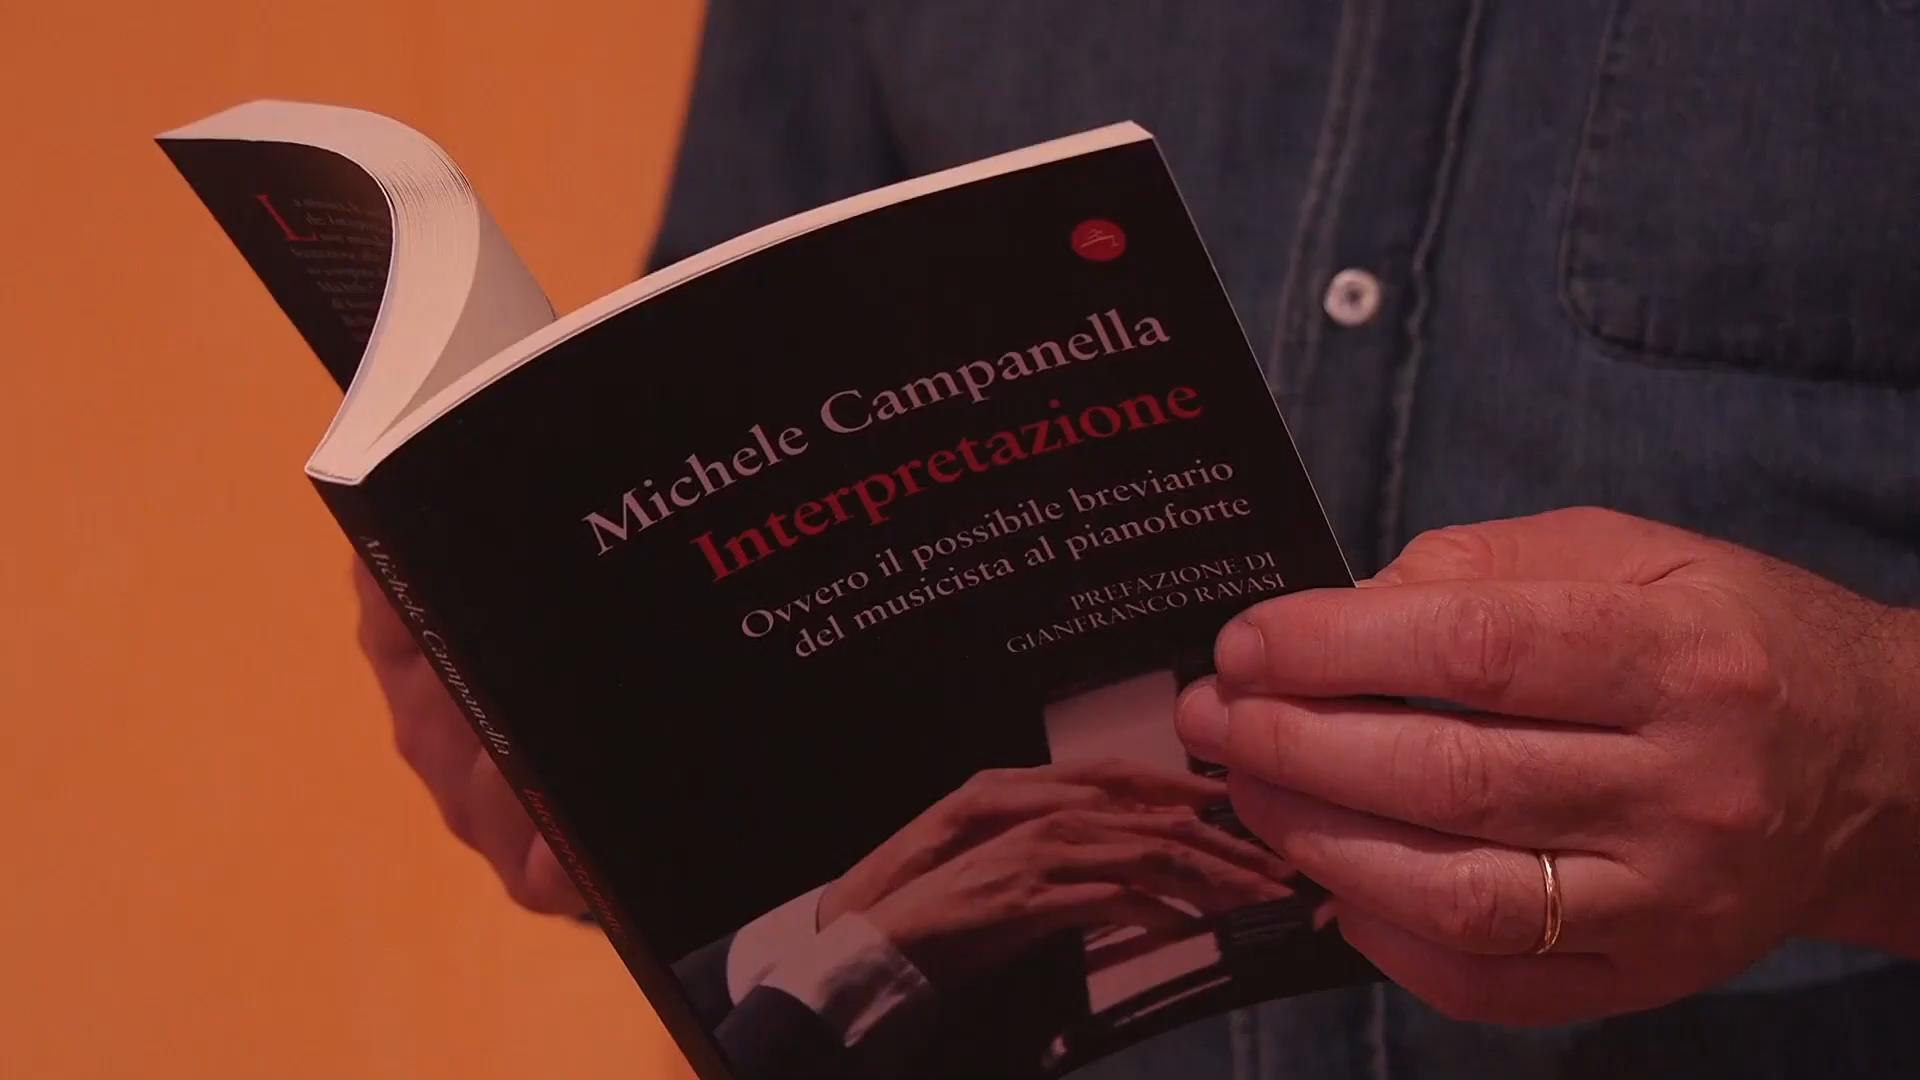 Michele Campanella
Interpretazione
Ovvero il possibile breviario
del musicista al pianoforte
PREFAZIONE DI
GIANFRANCO RAVASI
Michele Campanella Interpretazione